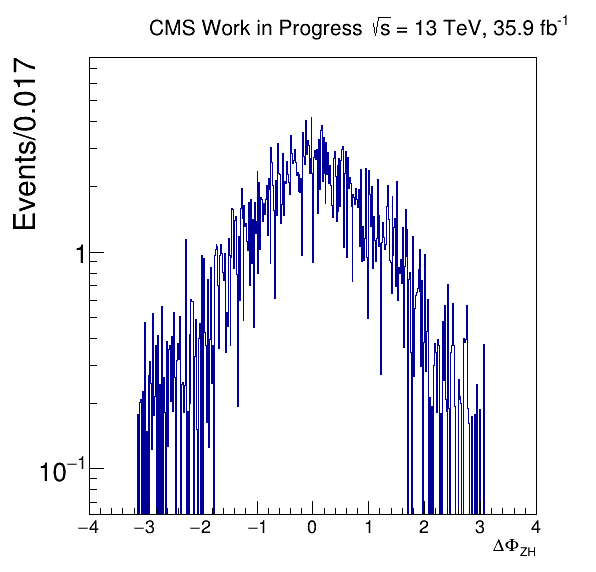 CMS Work in Progress √s = 13 TeV, 35.9 fb⁻¹
Events/0.017
1
10⁻¹
−4 −3 −2 −1 0 1 2 3 4
ΔΦ_ZH